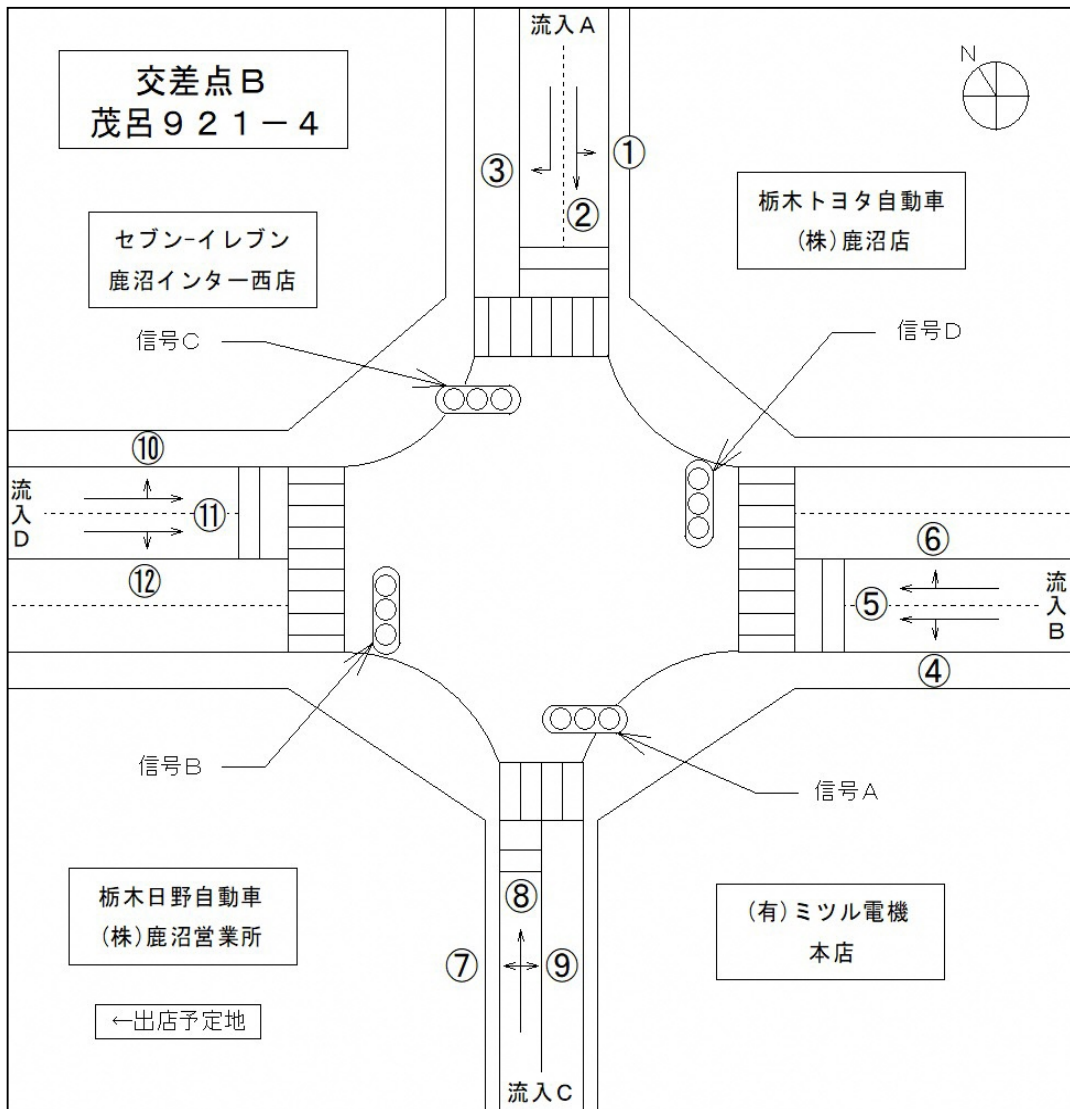 流入A
交差点B
茂呂921-4
N
①
③
②
栃木トヨタ自動車
(株)鹿沼店
セブン-イレブン
鹿沼インター西店
信号C
信号D
⑩
流入D
⑪
⑥
⑫
⑤
流入B
④
信号B
信号A
栃木日野自動車
(株)鹿沼営業所
⑧
(有)ミツル電機
本店
⑦
⑨
←出店予定地
流入C